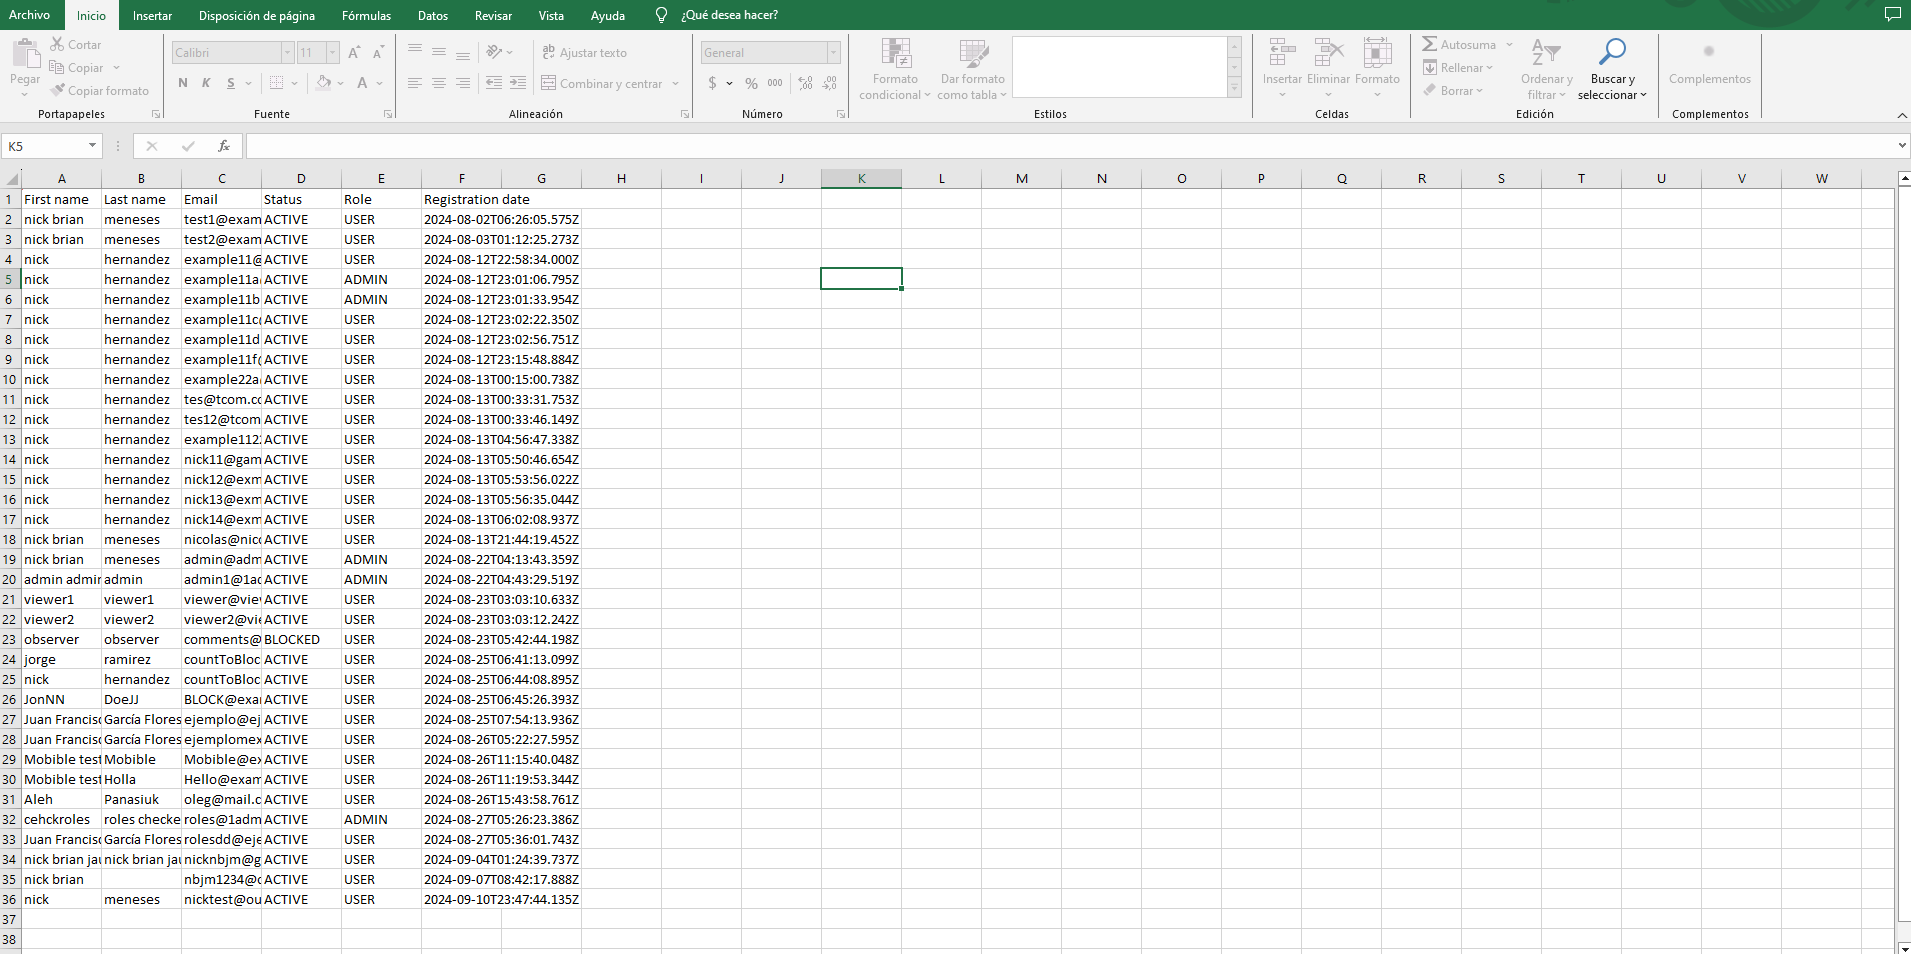 Archivo Inicio Insertar Disposición de página Fórmulas Datos Revisar Vista Ayuda ¿Qué desea hacer?
Pegar
Cortar
Copiar
Copiar formato
Portapapeles
Calibri 11
N K S
Fuente
Ajustar texto
Combinar y centrar
Alineación
General
$ % 000
Número
Formato condicional
Dar formato como tabla
Estilos
Insertar Eliminar Formato
Celdas
Autosuma
Rellenar
Borrar
Ordenar y filtrar
Buscar y seleccionar
Edición
Complementos
Complementos
K5 fx
A B C D E F G H I J K L M N O P Q R S T U V W
1 First name Last name Email Status Role Registration date
2 nick brian meneses test1@exam ACTIVE USER 2024-08-02T06:26:05.575Z
3 nick brian meneses test2@exam ACTIVE USER 2024-08-03T01:12:25.273Z
4 nick hernandez example11@ ACTIVE USER 2024-08-12T22:58:34.000Z
5 nick hernandez example11a ACTIVE ADMIN 2024-08-12T23:01:06.795Z
6 nick hernandez example11b ACTIVE ADMIN 2024-08-12T23:01:33.954Z
7 nick hernandez example11c ACTIVE USER 2024-08-12T23:02:22.350Z
8 nick hernandez example11d ACTIVE USER 2024-08-12T23:02:56.751Z
9 nick hernandez example11f ACTIVE USER 2024-08-12T23:15:48.884Z
10 nick hernandez example22a ACTIVE USER 2024-08-13T00:15:00.738Z
11 nick hernandez tes@tcom.co ACTIVE USER 2024-08-13T00:33:31.753Z
12 nick hernandez tes12@tcom ACTIVE USER 2024-08-13T00:33:46.149Z
13 nick hernandez example1122 ACTIVE USER 2024-08-13T04:56:47.338Z
14 nick hernandez nick11@gam ACTIVE USER 2024-08-13T05:50:46.654Z
15 nick hernandez nick12@exm ACTIVE USER 2024-08-13T05:53:56.022Z
16 nick hernandez nick13@exm ACTIVE USER 2024-08-13T05:56:35.044Z
17 nick hernandez nick14@exm ACTIVE USER 2024-08-13T06:02:08.937Z
18 nick brian meneses nicolas@nico ACTIVE USER 2024-08-13T21:44:19.452Z
19 nick brian meneses admin@adm ACTIVE ADMIN 2024-08-22T04:13:43.359Z
20 admin admin admin admin1@1ad ACTIVE ADMIN 2024-08-22T04:43:29.519Z
21 viewer1 viewer1 viewer@view ACTIVE USER 2024-08-23T03:03:10.633Z
22 viewer2 viewer2 viewer2@vie ACTIVE USER 2024-08-23T03:03:12.242Z
23 observer observer comments@ BLOCKED USER 2024-08-23T05:42:44.198Z
24 jorge ramirez countToBloc ACTIVE USER 2024-08-25T06:41:13.099Z
25 nick hernandez countToBloc ACTIVE USER 2024-08-25T06:44:08.895Z
26 JonNN DoeJJ BLOCK@exa ACTIVE USER 2024-08-25T06:45:26.393Z
27 Juan Francisc García Flores ejemplo@ej ACTIVE USER 2024-08-25T07:54:13.936Z
28 Juan Francisc García Flores ejemplomex ACTIVE USER 2024-08-26T05:22:27.595Z
29 Mobible test Mobible Mobible@ex ACTIVE USER 2024-08-26T11:15:40.048Z
30 Mobible test Holla Hello@exam ACTIVE USER 2024-08-26T11:19:53.344Z
31 Aleh Panasiuk oleg@mail.c ACTIVE USER 2024-08-26T15:43:58.761Z
32 cehckroles roles checke roles@1adm ACTIVE ADMIN 2024-08-27T05:26:23.386Z
33 Juan Francisc García Flores rolesdd@eje ACTIVE USER 2024-08-27T05:36:01.743Z
34 nick brian jau nick brian jau nicknbjm@g ACTIVE USER 2024-09-04T01:24:39.737Z
35 nick brian nbjm1234@o ACTIVE USER 2024-09-07T08:42:17.888Z
36 nick meneses nicktest@ou ACTIVE USER 2024-09-10T23:47:44.135Z
37
38